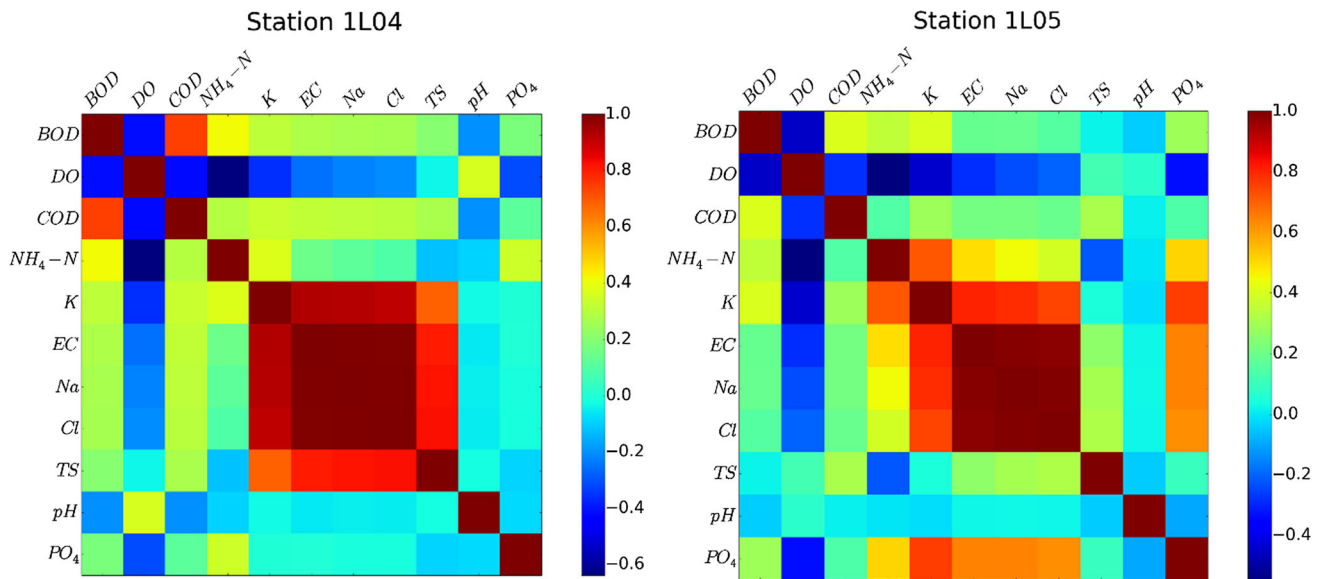 Station 1L04
BOD DO COD NH₄−N K EC Na Cl TS pH PO₄
BOD
DO
COD
NH₄−N
K
EC
Na
Cl
TS
pH
PO₄
1.0
0.8
0.6
0.4
0.2
0.0
−0.2
−0.4
−0.6
Station 1L05
BOD DO COD NH₄−N K EC Na Cl TS pH PO₄
BOD
DO
COD
NH₄−N
K
EC
Na
Cl
TS
pH
PO₄
1.0
0.8
0.6
0.4
0.2
0.0
−0.2
−0.4